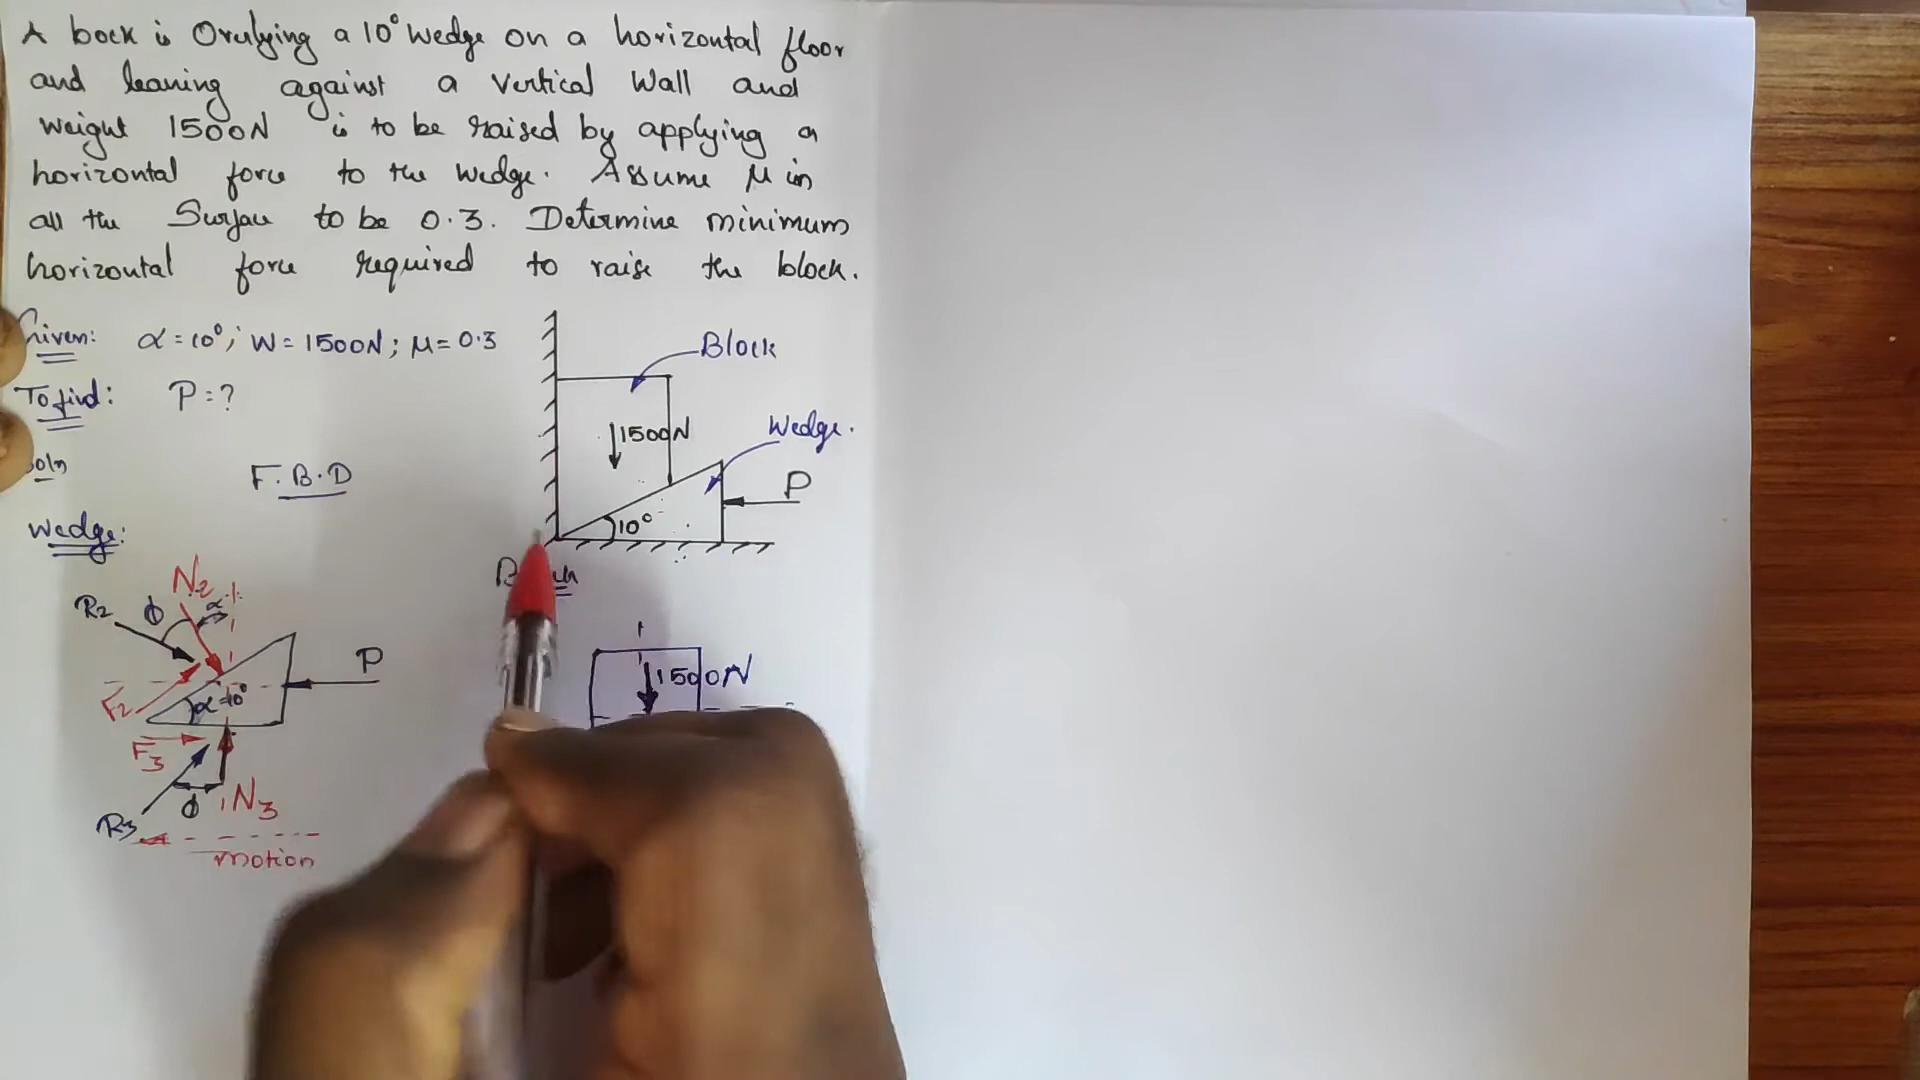 A bock is Overlying a 10° Wedge on a horizontal floor
and leaning against a Vertical Wall and
Weight 1500N is to be raised by applying a
horizontal force to the wedge. Assume μ in
all the Surface to be 0.3. Determine minimum
horizontal force required to raise the block.
Given: α = 10°; W = 1500N; μ = 0.3
To find: P = ?
Soln
F.B.D
Block
1500N
Wedge.
P
10°
Wedge:
N2
R2
φ
α
P
F2
α=10°
F3
φ
N3
R3
motion
1500N